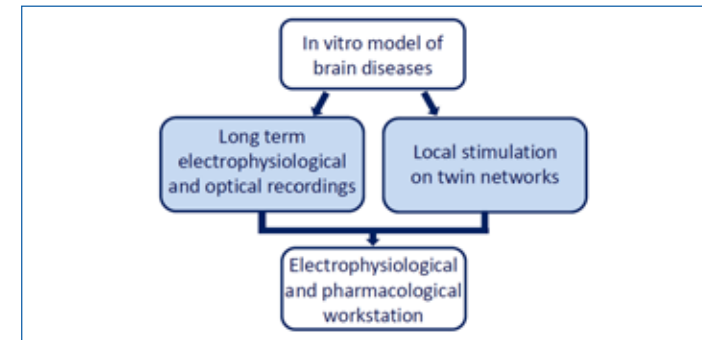 In vitro model of
brain diseases
Long term
electrophysiological
and optical recordings
Local stimulation
on twin networks
Electrophysiological
and pharmacological
workstation